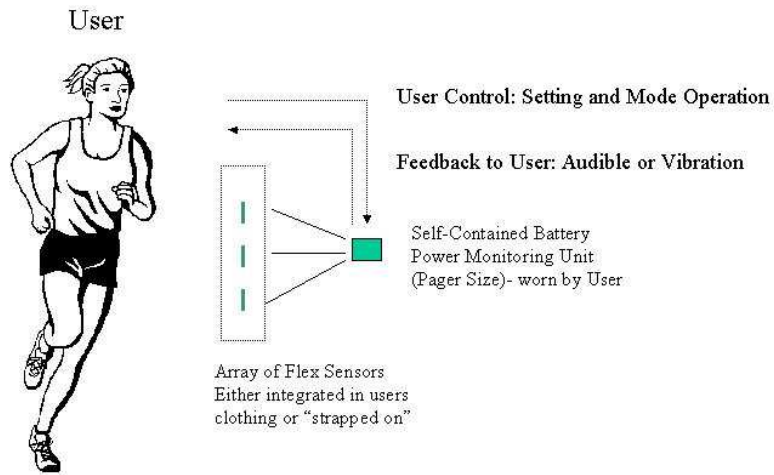 User
User Control: Setting and Mode Operation
Feedback to User: Audible or Vibration
Self-Contained Battery
Power Monitoring Unit
(Pager Size)- worn by User
Array of Flex Sensors
Either integrated in users
clothing or “strapped on”